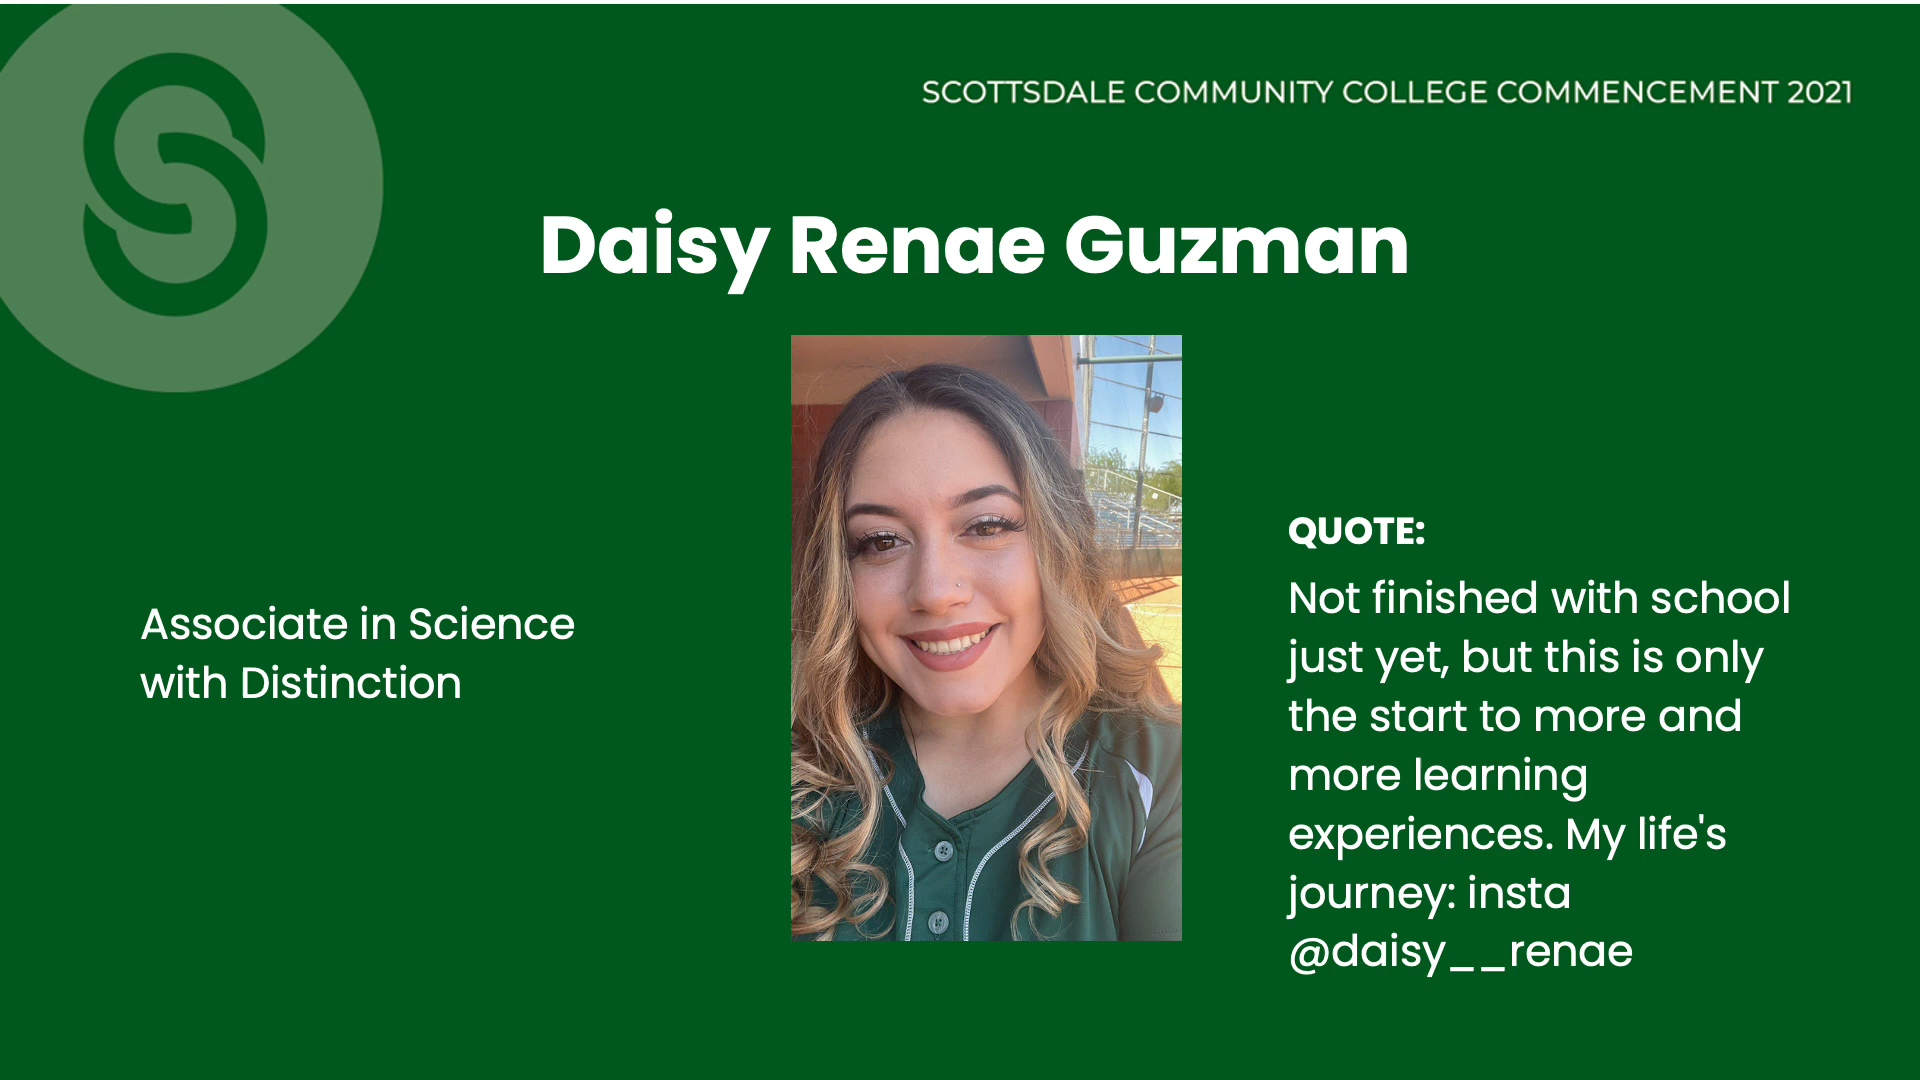 SCOTTSDALE COMMUNITY COLLEGE COMMENCEMENT 2021
Daisy Renae Guzman
Associate in Science
with Distinction
QUOTE:
Not finished with school
just yet, but this is only
the start to more and
more learning
experiences. My life's
journey: insta
@daisy__renae